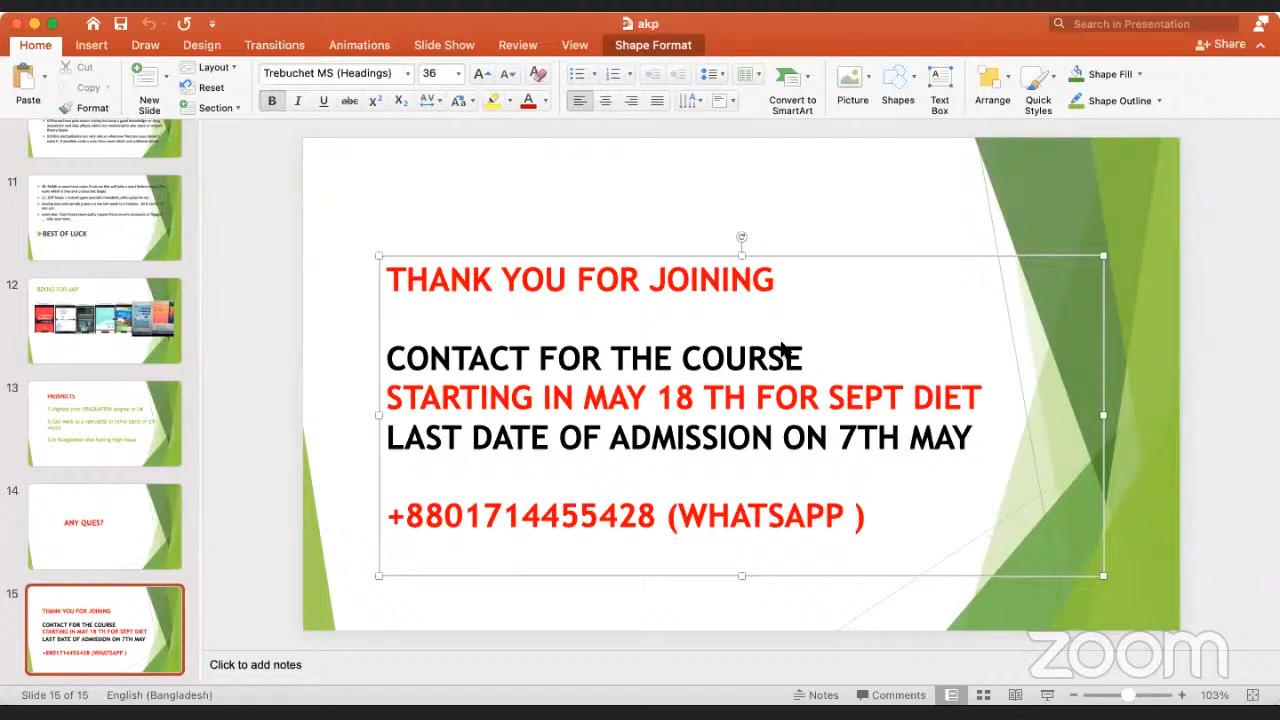 akp
Search in Presentation
Home Insert Draw Design Transitions Animations Slide Show Review View Shape Format Share
Paste Cut Copy Format
New Slide Layout Reset Section
Trebuchet MS (Headings) 36
Convert to SmartArt
Picture Shapes Text Box Arrange Quick Styles Shape Fill Shape Outline
11
BEST OF LUCK
12
BOOKS FOR AKP
13
PROSPECTS
14
ANY QUES?
15
THANK YOU FOR JOINING
CONTACT FOR THE COURSE
STARTING IN MAY 18 TH FOR SEPT DIET
LAST DATE OF ADMISSION ON 7TH MAY
+8801714455428 (WHATSAPP )
THANK YOU FOR JOINING
CONTACT FOR THE COURSE
STARTING IN MAY 18 TH FOR SEPT DIET
LAST DATE OF ADMISSION ON 7TH MAY
+8801714455428 (WHATSAPP )
Click to add notes
zoom
Slide 15 of 15 English (Bangladesh) Notes Comments 103%